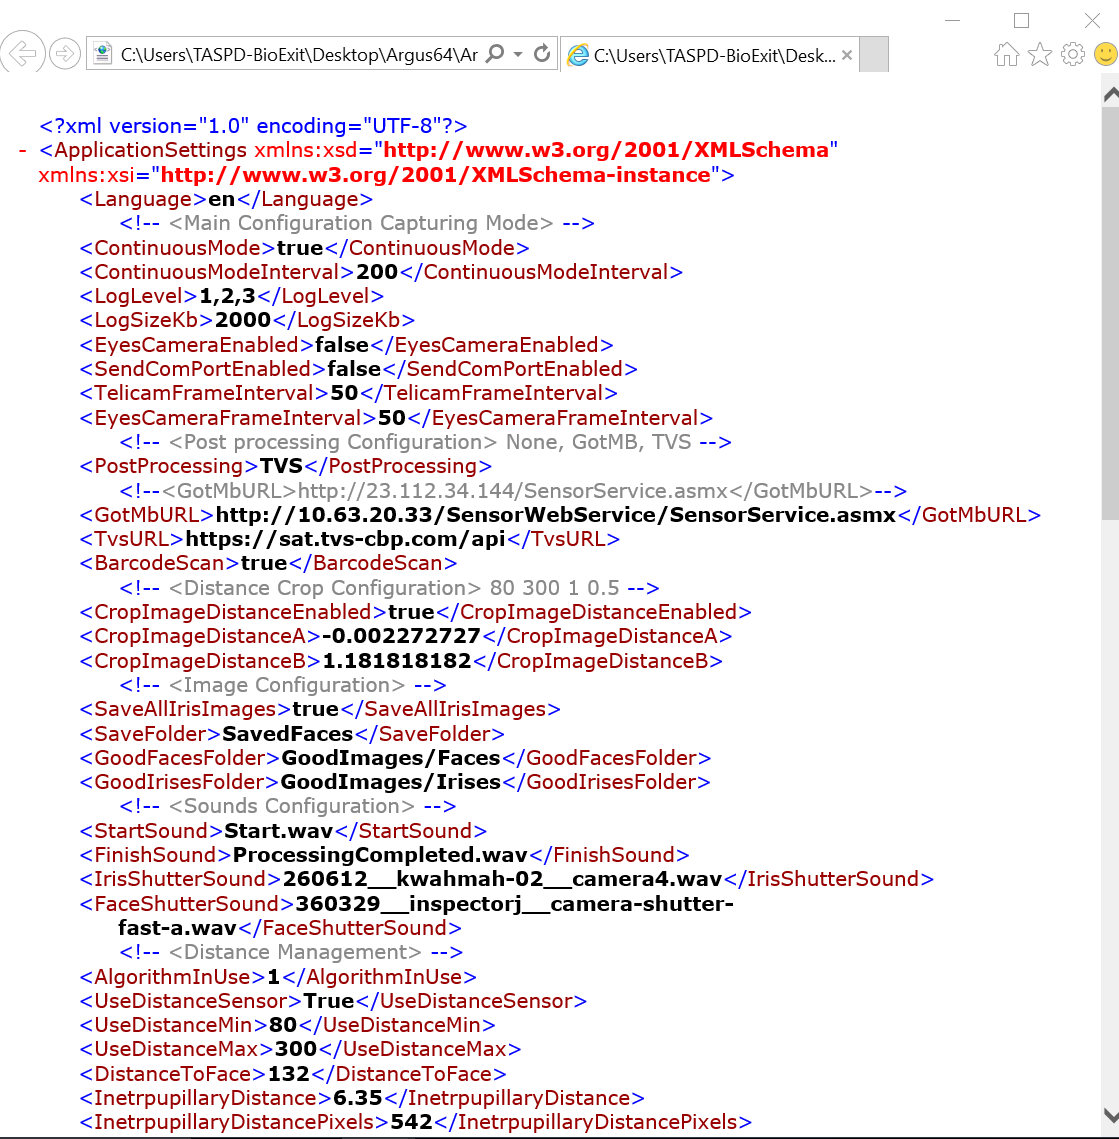 C:\Users\TASPD-BioExit\Desktop\Argus64\Ar
C:\Users\TASPD-BioExit\Desk...
<?xml version="1.0" encoding="UTF-8"?>
- <ApplicationSettings xmlns:xsd="http://www.w3.org/2001/XMLSchema"
xmlns:xsi="http://www.w3.org/2001/XMLSchema-instance">
<Language>en</Language>
<!-- <Main Configuration Capturing Mode> -->
<ContinuousMode>true</ContinuousMode>
<ContinuousModeInterval>200</ContinuousModeInterval>
<LogLevel>1,2,3</LogLevel>
<LogSizeKb>2000</LogSizeKb>
<EyesCameraEnabled>false</EyesCameraEnabled>
<SendComPortEnabled>false</SendComPortEnabled>
<TelicamFrameInterval>50</TelicamFrameInterval>
<EyesCameraFrameInterval>50</EyesCameraFrameInterval>
<!-- <Post processing Configuration> None, GotMB, TVS -->
<PostProcessing>TVS</PostProcessing>
<!--<GotMbURL>http://23.112.34.144/SensorService.asmx</GotMbURL>-->
<GotMbURL>http://10.63.20.33/SensorWebService/SensorService.asmx</GotMbURL>
<TvsURL>https://sat.tvs-cbp.com/api</TvsURL>
<BarcodeScan>true</BarcodeScan>
<!-- <Distance Crop Configuration> 80 300 1 0.5 -->
<CropImageDistanceEnabled>true</CropImageDistanceEnabled>
<CropImageDistanceA>-0.002272727</CropImageDistanceA>
<CropImageDistanceB>1.181818182</CropImageDistanceB>
<!-- <Image Configuration> -->
<SaveAllIrisImages>true</SaveAllIrisImages>
<SaveFolder>SavedFaces</SaveFolder>
<GoodFacesFolder>GoodImages/Faces</GoodFacesFolder>
<GoodIrisesFolder>GoodImages/Irises</GoodIrisesFolder>
<!-- <Sounds Configuration> -->
<StartSound>Start.wav</StartSound>
<FinishSound>ProcessingCompleted.wav</FinishSound>
<IrisShutterSound>260612__kwahmah-02__camera4.wav</IrisShutterSound>
<FaceShutterSound>360329__inspectorj__camera-shutter-
fast-a.wav</FaceShutterSound>
<!-- <Distance Management> -->
<AlgorithmInUse>1</AlgorithmInUse>
<UseDistanceSensor>True</UseDistanceSensor>
<UseDistanceMin>80</UseDistanceMin>
<UseDistanceMax>300</UseDistanceMax>
<DistanceToFace>132</DistanceToFace>
<InetrpupillaryDistance>6.35</InetrpupillaryDistance>
<InetrpupillaryDistancePixels>542</InetrpupillaryDistancePixels>